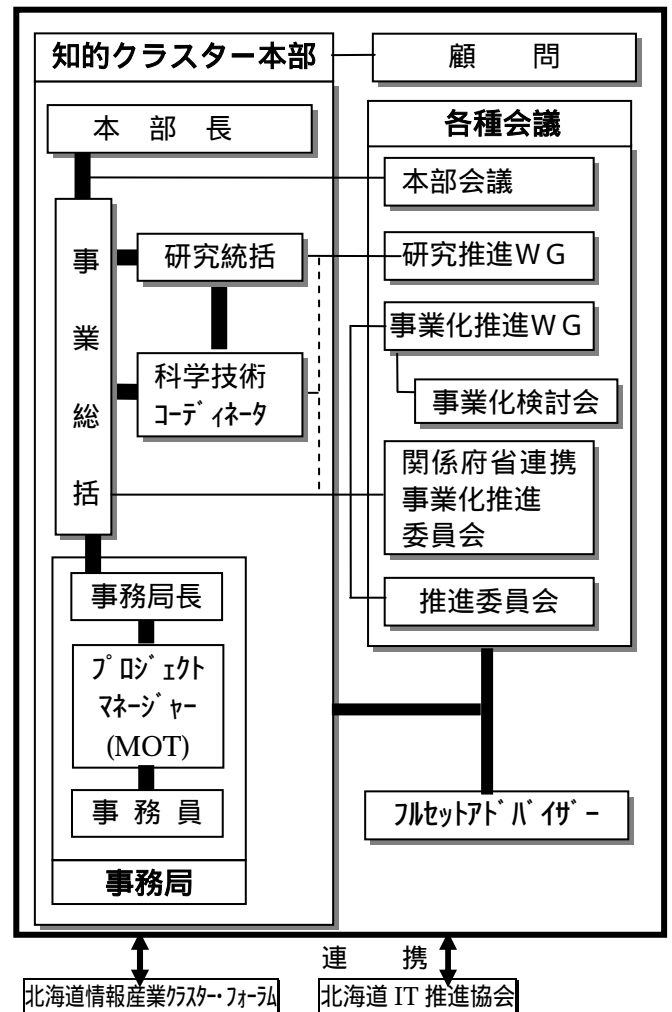 知的クラスター本部
顧　　問
本　部　長
各種会議
本部会議
事業総括
研究統括
研究推進ＷＧ
科学技術
ｺｰﾃﾞｨﾈｰﾀ
事業化推進ＷＧ
事業化検討会
関係府省連携
事業化推進
委員会
推進委員会
事務局長
ﾌﾟﾛｼﾞｪｸﾄ
ﾏﾈｰｼﾞｬｰ
(MOT)
事 務 員
事務局
ﾌﾙｾｯﾄｱﾄﾞﾊﾞｲｻﾞｰ
連　　携
北海道情報産業ｸﾗｽﾀｰ・ﾌｫｰﾗﾑ
北海道 IT 推進協会